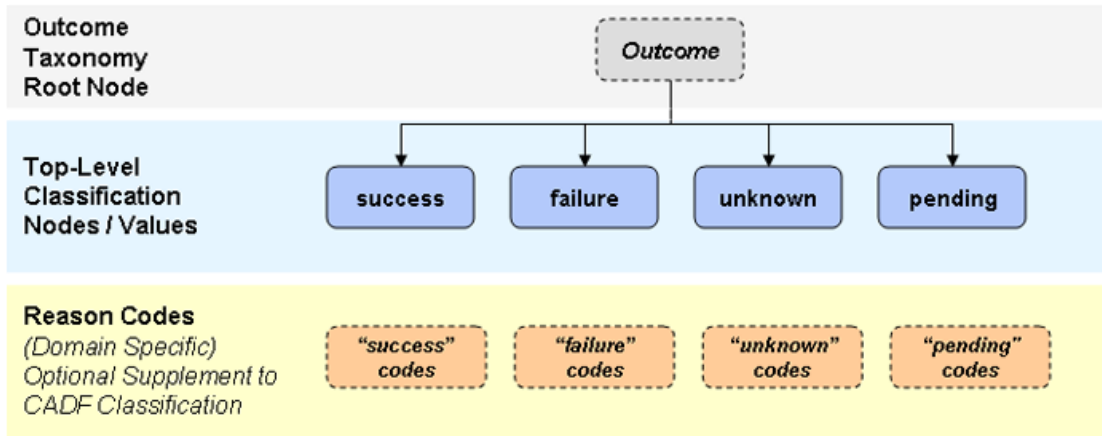 Outcome
Taxonomy
Root Node
Outcome
Top-Level
Classification
Nodes / Values
success
failure
unknown
pending
Reason Codes
(Domain Specific)
Optional Supplement to
CADF Classification
“success”
codes
“failure”
codes
“unknown”
codes
“pending”
codes